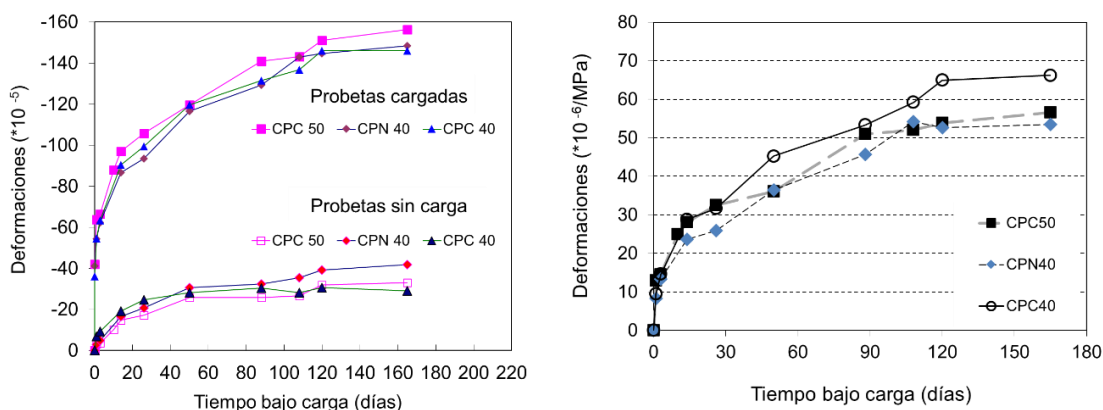 Deformaciones (*10 -5)
-160
-140
-120
-100
-80
-60
-40
-20
0
Probetas cargadas
CPC 50 CPN 40 CPC 40
Probetas sin carga
CPC 50 CPN 40 CPC 40
0 20 40 60 80 100 120 140 160 180 200 220
Tiempo bajo carga (días)
Deformaciones (*10 -6/MPa)
80
70
60
50
40
30
20
10
0
CPC50
CPN40
CPC40
0 30 60 90 120 150 180
Tiempo bajo carga (días)